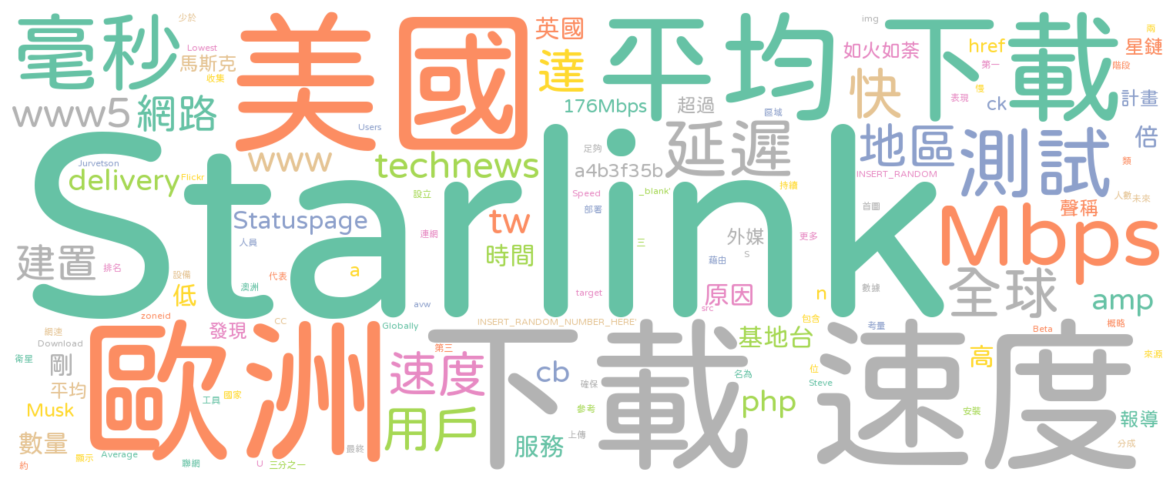 毫秒
美國
平均下載
英國
少於
Lowest
馬斯克
收集
達
如火如荼
img
href
第一
雨
星鏈
階段
www5
網路
176Mbps
超過
快
表現
懂
ck
計畫
Users
區域
倍
www
technews
足夠
延遲
地區
測試
Jurvetson
delivery
Flickr
a4b3f35b
INSERT_RANDOM
類
Starlink
設立
Speed
_blank'
持續
人數
未來
Statuspage
tw
部署
首圖
聲稱
Mbps
人員
連網
時間
三
外媒
S
更多
建置
排名
設備
代表
a
藉由
全球
低
澳洲
target
原因
src
數據
n
amp
zoneid
avw
包含
發現
CC
Globally
INSERT_RANDOM_NUMBER_HERE'
考量
Beta
概略
網速
Download
歐洲
下載速度
基地台
衛星
剛
第三
速度
cb
名為
位
高
來源
平均
確保
Steve
Musk
工具
國家
用戶
參考
php
安裝
報導
數量
上傳
服務
最終
分成
約
顯示
Average
聯網
U
三分之一